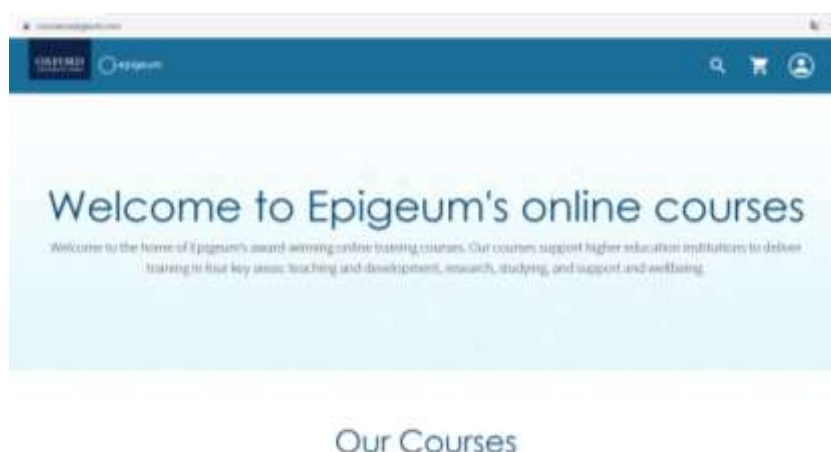 OXFORD
epigeum
Welcome to Epigeum's online courses
Welcome to the home of Epigeum's award-winning online training courses. Our courses support higher education institutions to deliver
training in four key areas: teaching and development, research, studying, and support and wellbeing.
Our Courses